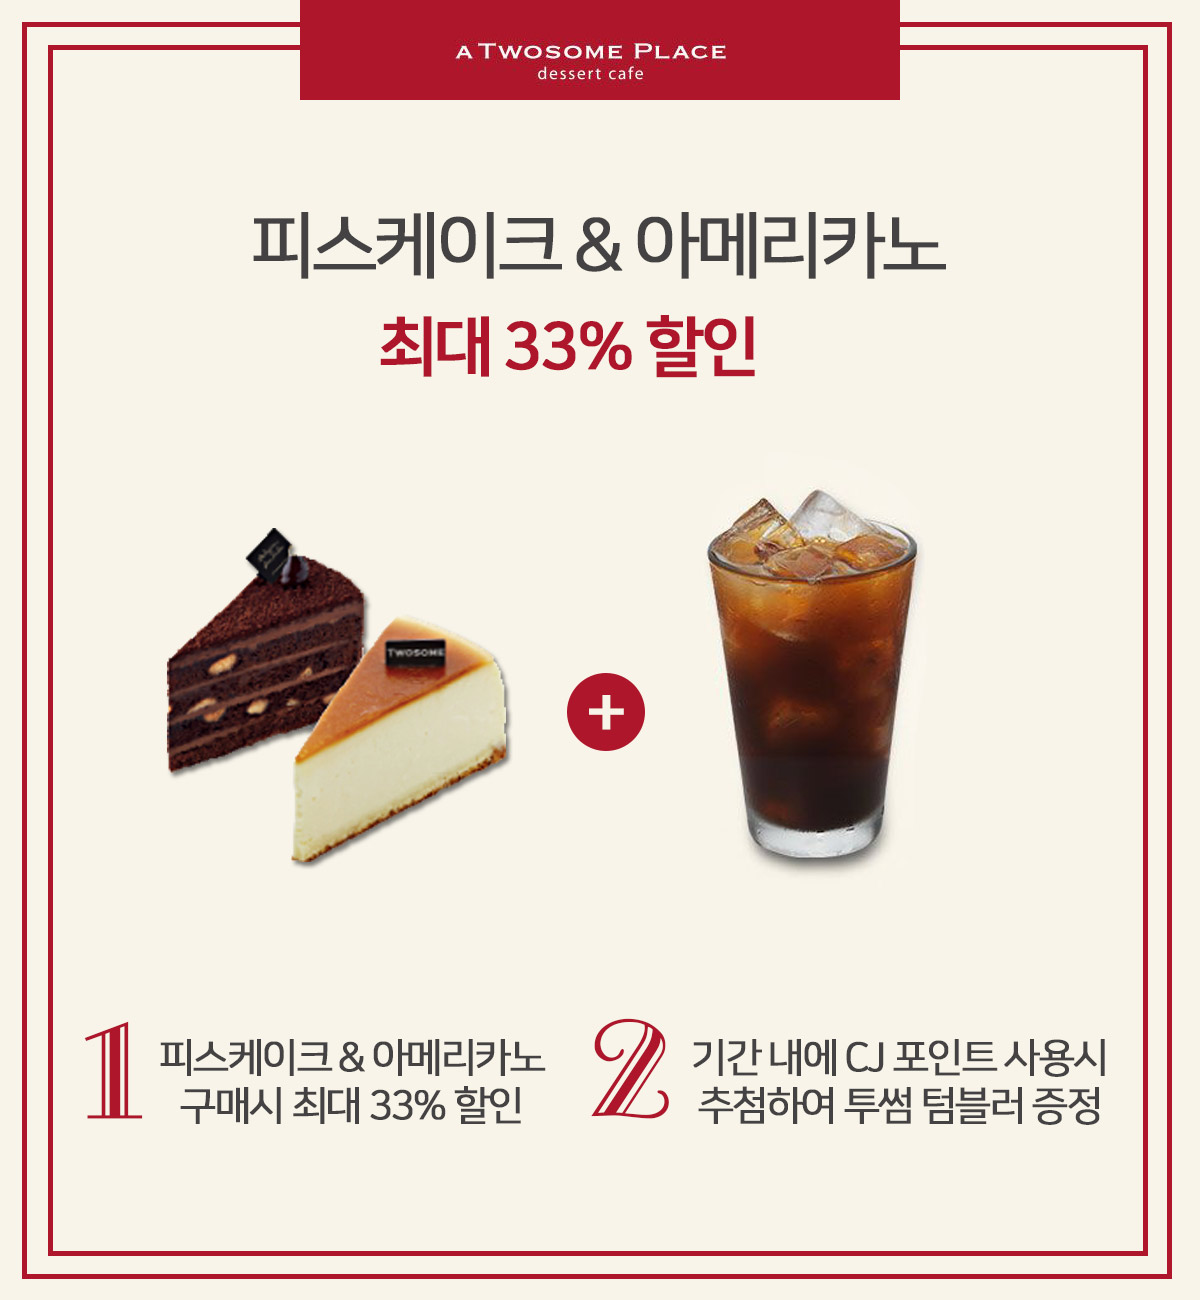 A TWOSOME PLACE
dessert cafe
피스케이크 & 아메리카노
최대 33% 할인
TWOSOME
+
1 피스케이크 & 아메리카노
구매시 최대 33% 할인
2 기간 내에 CJ 포인트 사용시
추첨하여 투썸 텀블러 증정